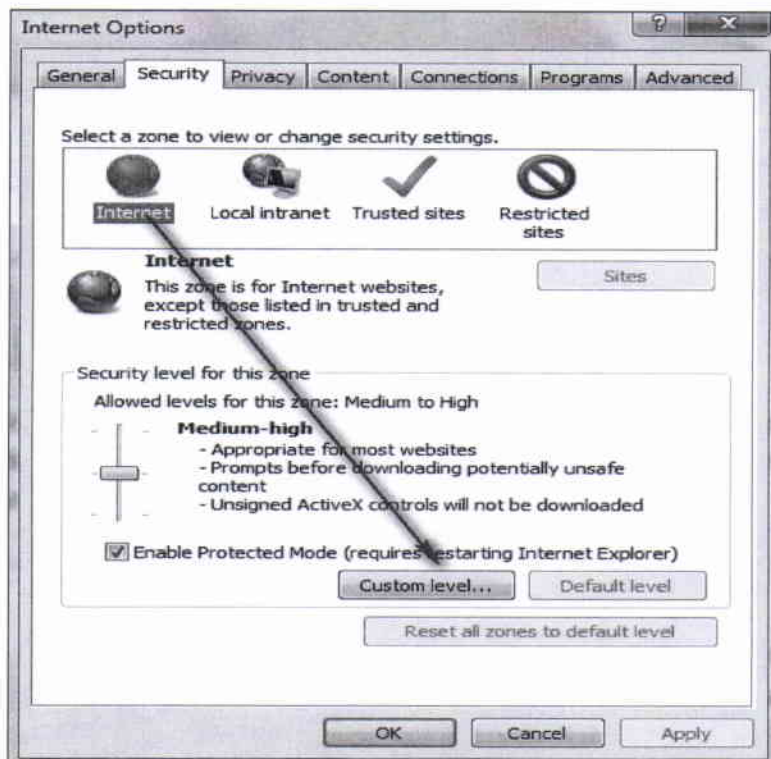 Internet Options
General Security Privacy Content Connections Programs Advanced
Select a zone to view or change security settings.
Internet Local intranet Trusted sites Restricted
sites
Internet
Sites
This zone is for Internet websites,
except those listed in trusted and
restricted zones.
Security level for this zone
Allowed levels for this zone: Medium to High
Medium-high
- Appropriate for most websites
- Prompts before downloading potentially unsafe
content
- Unsigned ActiveX controls will not be downloaded
Enable Protected Mode (requires restarting Internet Explorer)
Custom level... Default level
Reset all zones to default level
OK Cancel Apply